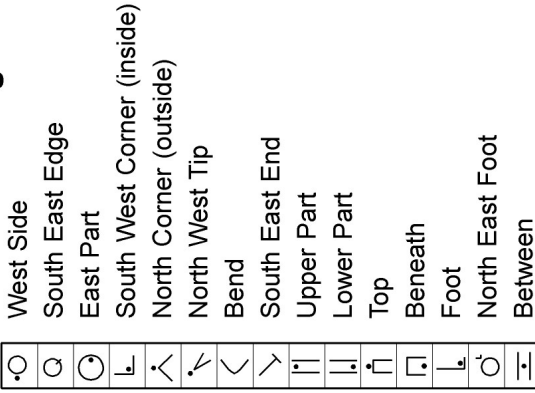 West Side
South East Edge
East Part
South West Corner (inside)
North Corner (outside)
North West Tip
Bend
South East End
Upper Part
Lower Part
Top
Beneath
Foot
North East Foot
Between